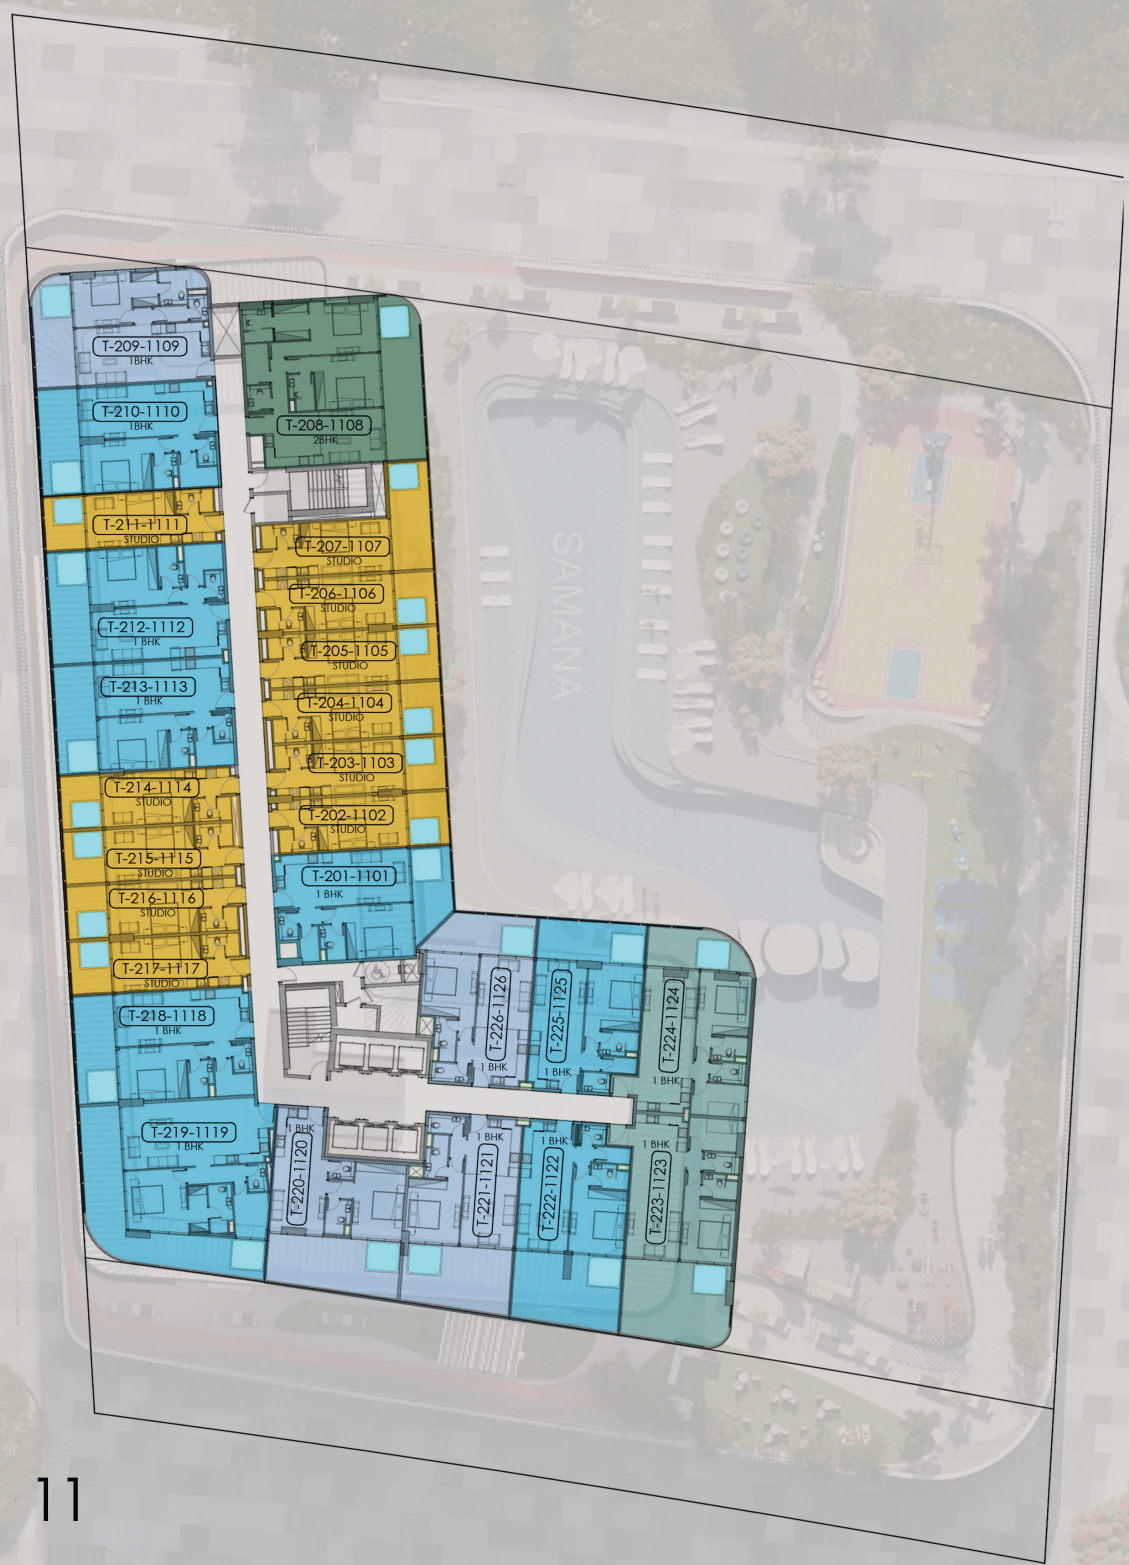 T-209-1109
1BHK
T-210-1110
1BHK
T-208-1108
2BHK
T-211-1111
STUDIO
T-207-1107
STUDIO
T-206-1106
STUDIO
T-212-1112
1 BHK
T-205-1105
STUDIO
T-213-1113
1 BHK
T-204-1104
STUDIO
T-203-1103
STUDIO
T-214-1114
STUDIO
T-202-1102
STUDIO
T-215-1115
STUDIO
T-201-1101
1 BHK
T-216-1116
STUDIO
T-217-1117
STUDIO
T-218-1118
1 BHK
T-226-1126
1 BHK
T-225-1125
1 BHK
T-224-1124
1 BHK
T-219-1119
1 BHK
1 BHK
T-220-1120
1 BHK
T-221-1121
1 BHK
T-222-1122
1 BHK
T-223-1123
SAMANA
11